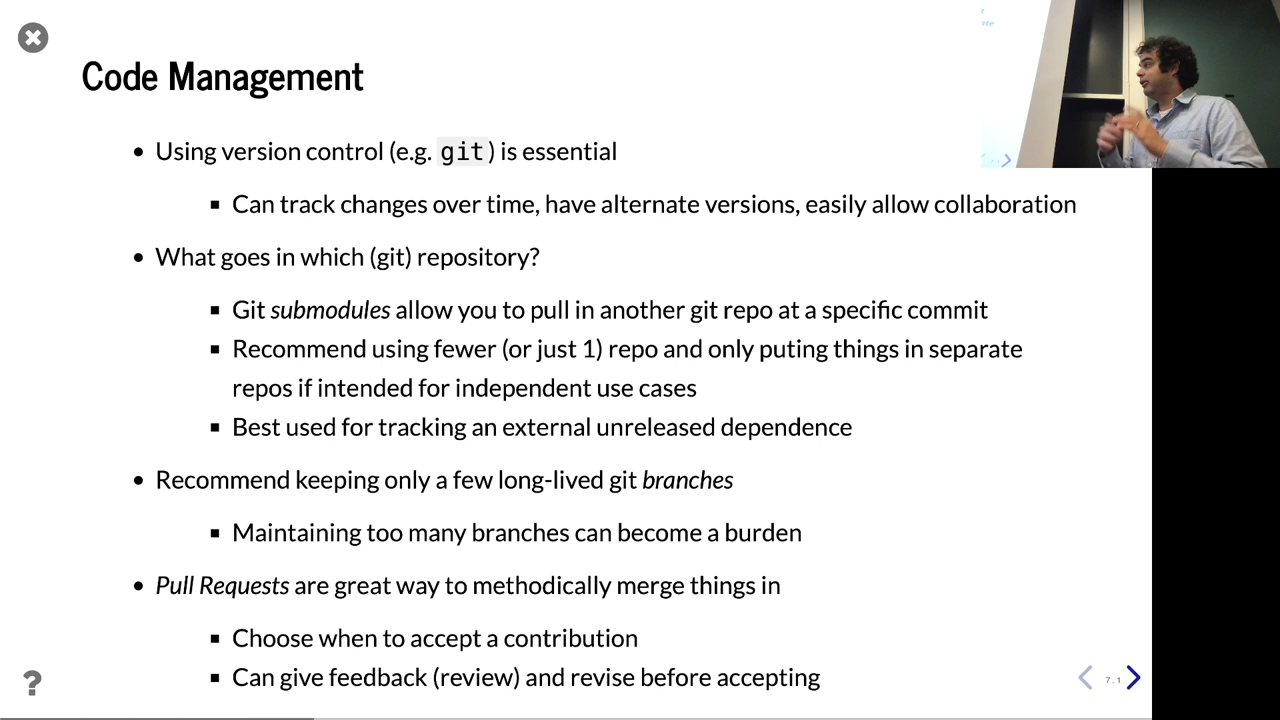 Code Management
Using version control (e.g. git) is essential
Can track changes over time, have alternate versions, easily allow collaboration
What goes in which (git) repository?
Git submodules allow you to pull in another git repo at a specific commit
Recommend using fewer (or just 1) repo and only puting things in separate
repos if intended for independent use cases
Best used for tracking an external unreleased dependence
Recommend keeping only a few long-lived git branches
Maintaining too many branches can become a burden
Pull Requests are great way to methodically merge things in
Choose when to accept a contribution
Can give feedback (review) and revise before accepting
?
7.1